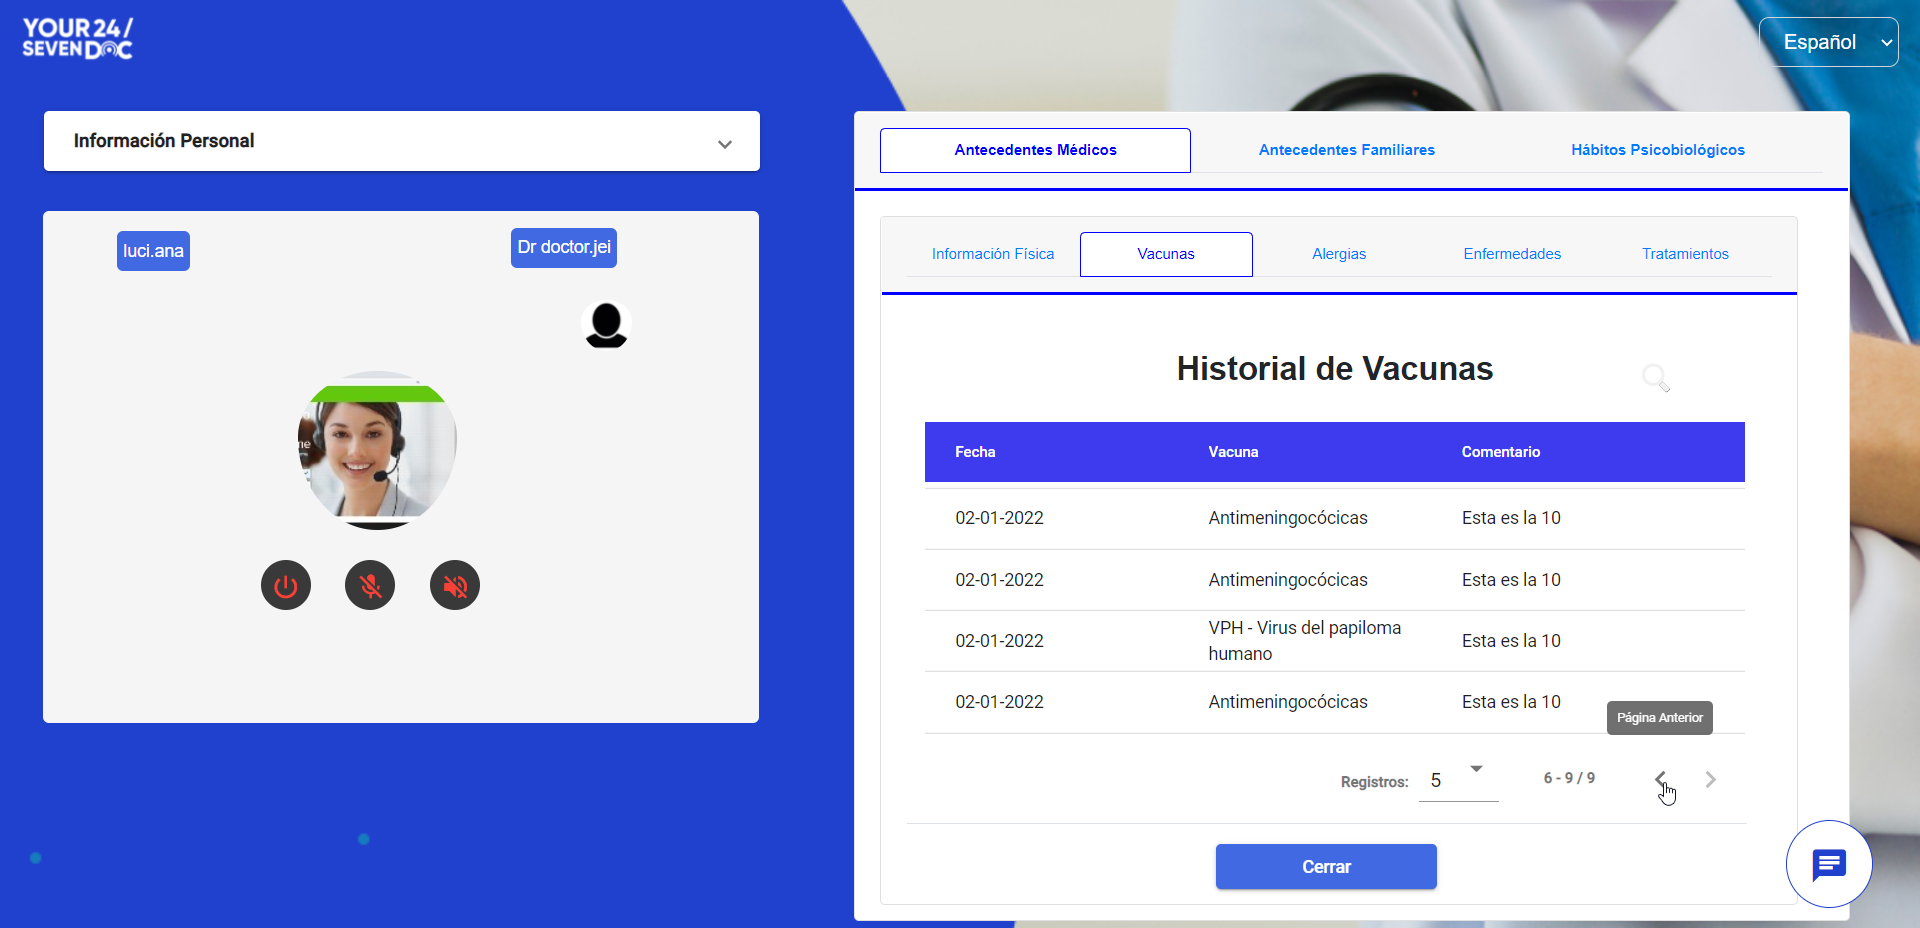 YOUR 24/
SEVEN DOC
Español
Información Personal
luci.ana
Dr doctor.jei
Antecedentes Médicos
Antecedentes Familiares
Hábitos Psicobiológicos
Información Física
Vacunas
Alergias
Enfermedades
Tratamientos
Historial de Vacunas
Fecha Vacuna Comentario
02-01-2022 Antimeningocócicas Esta es la 10
02-01-2022 Antimeningocócicas Esta es la 10
02-01-2022 VPH - Virus del papiloma Esta es la 10
humano
02-01-2022 Antimeningocócicas Esta es la 10
Página Anterior
Registros: 5 6 - 9 / 9
Cerrar